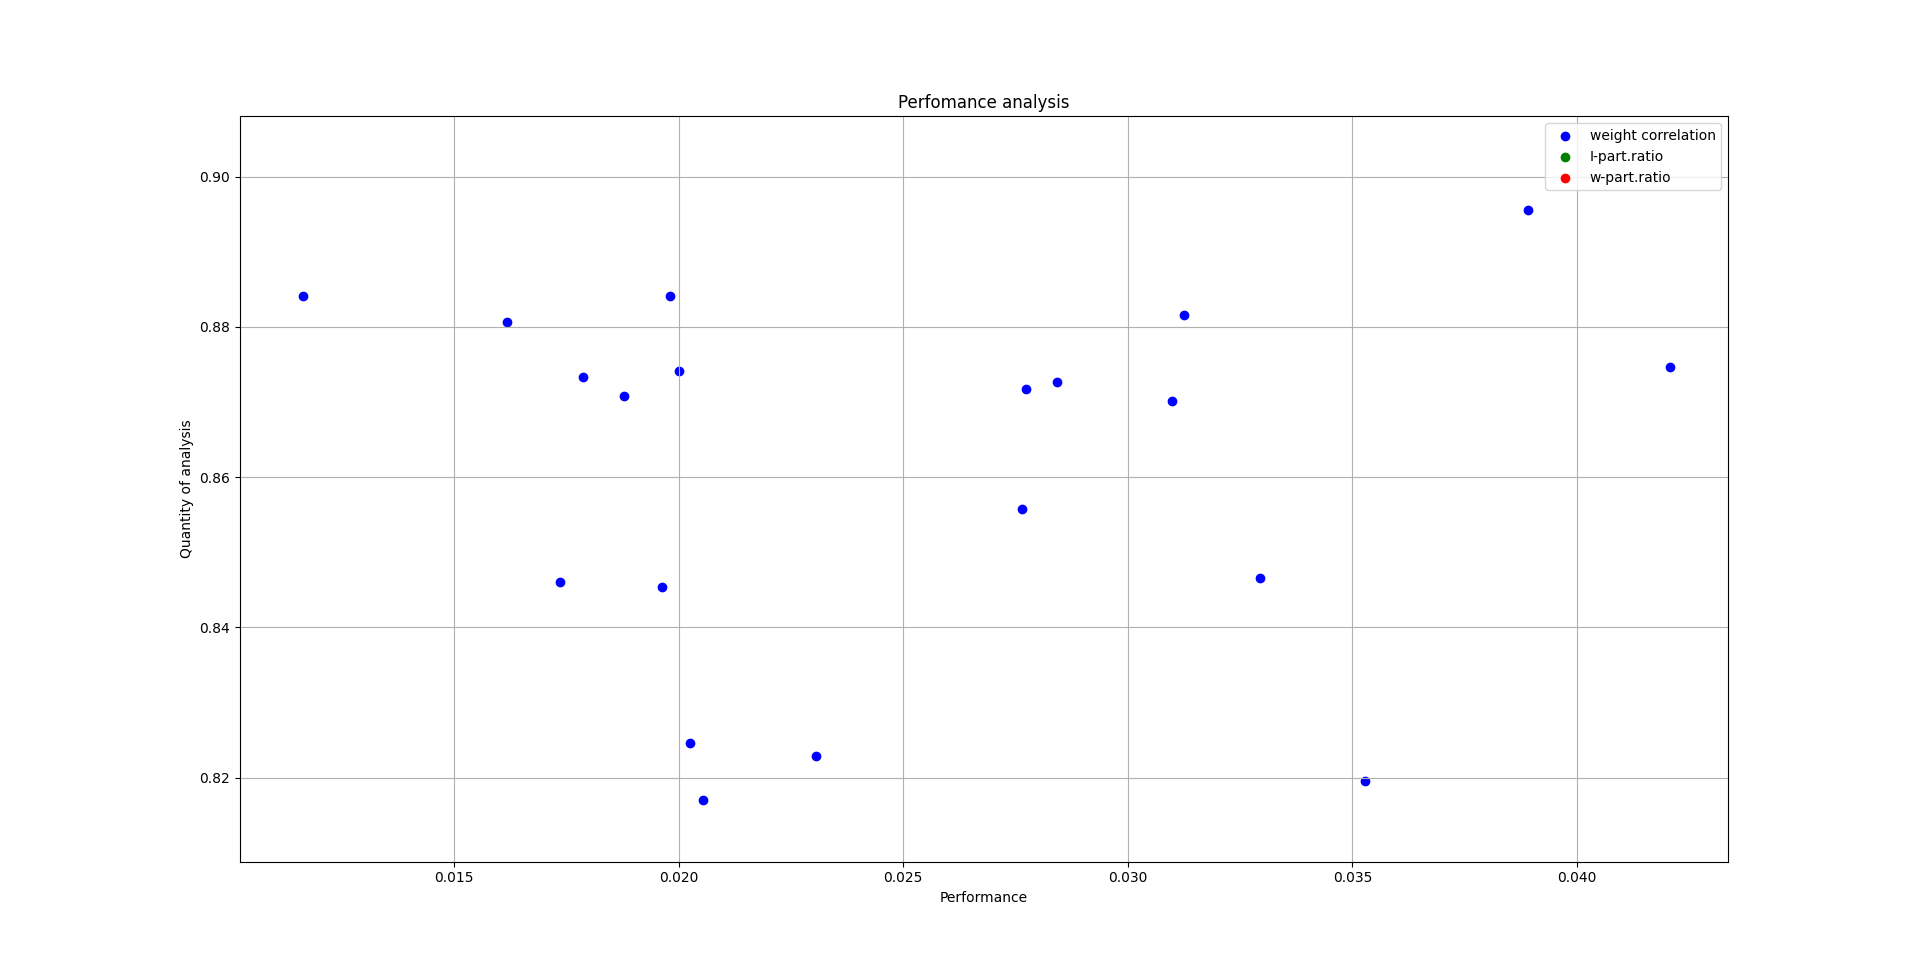 Perfomance analysis
weight correlation
I-part.ratio
w-part.ratio
0.90
0.88
0.86
0.84
0.82
Quantity of analysis
0.015 0.020 0.025 0.030 0.035 0.040
Performance